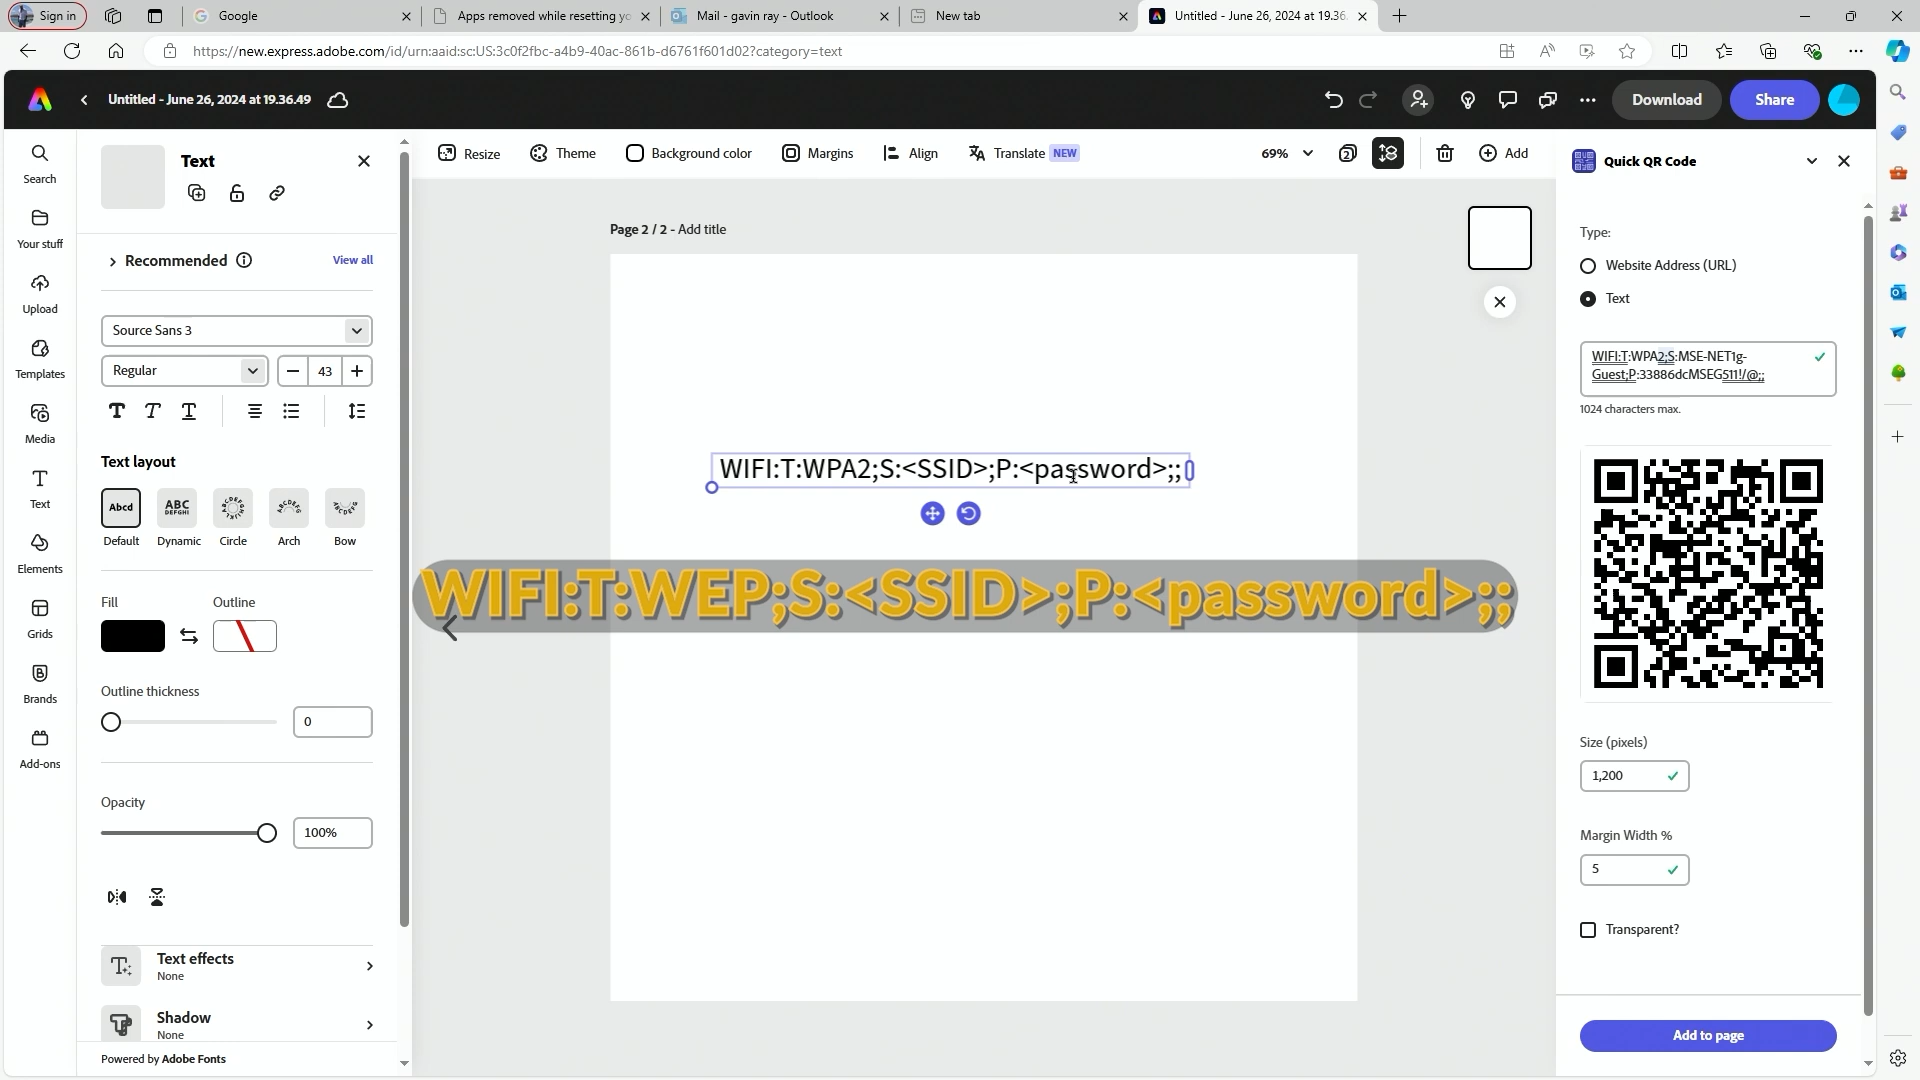 Sign in
Google
Apps removed while resetting yo
Mail - gavin ray - Outlook
New tab
Untitled - June 26, 2024 at 19.36.
https://new.express.adobe.com/id/urn:aaid:sc:US:3c0f2fbc-a4b9-40ac-861b-d6761f601d02?category=text
Untitled - June 26, 2024 at 19.36.49
Download
Share
Search
Your stuff
Upload
Templates
Media
Text
Elements
Grids
Brands
Add-ons
Text
Recommended
View all
Source Sans 3
Regular
43
Text layout
Abcd
ABC
DEFGHI
Default
Dynamic
Circle
Arch
Bow
Fill
Outline
Outline thickness
0
Opacity
100%
Text effects
None
Shadow
None
Powered by Adobe Fonts
Resize
Theme
Background color
Margins
Align
Translate NEW
69%
2
Add
Page 2 / 2 - Add title
WIFI:T:WPA2;S:<SSID>;P:<password>;;
WIFI:T:WEP;S:<SSID>;P:<password>;;
Quick QR Code
Type:
Website Address (URL)
Text
WIFI:T:WPA2;S:MSE-NET1g-
Guest;P:33886dcMSEG511!/@;;
1024 characters max.
Size (pixels)
1,200
Margin Width %
5
Transparent?
Add to page